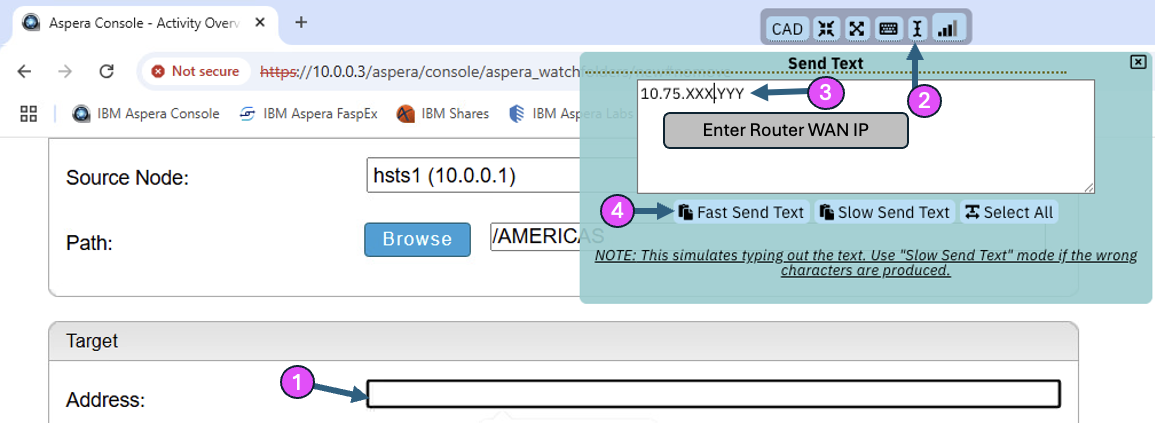 Aspera Console - Activity Over
CAD
Not secure
https://10.0.0.3/aspera/console/aspera_watch
IBM Aspera Console
IBM Aspera FaspEx
IBM Shares
IBM Aspera Labs
Send Text
2
10.75.XXX.YYY
3
Enter Router WAN IP
4
Fast Send Text
Slow Send Text
Select All
NOTE: This simulates typing out the text. Use "Slow Send Text" mode if the wrong
characters are produced.
Source Node:
hsts1 (10.0.0.1)
Path:
Browse
/AMERICAS
Target
1
Address: